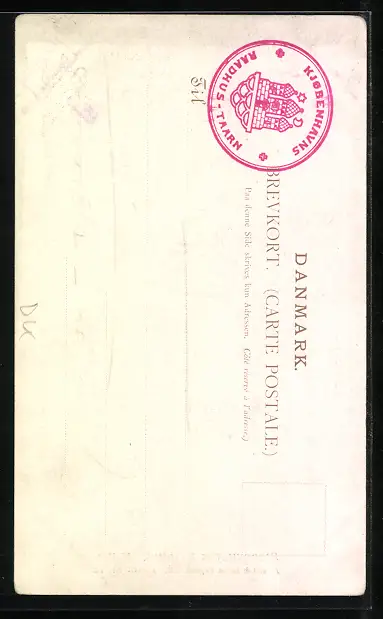 DANMARK.
BREVKORT. (CARTE POSTALE.)
Paa denne Side skrives kun Adressen. (Côté réservé à l'adresse)
KJØBENHAVNS
RAADHUS-TAARN
Til
DK